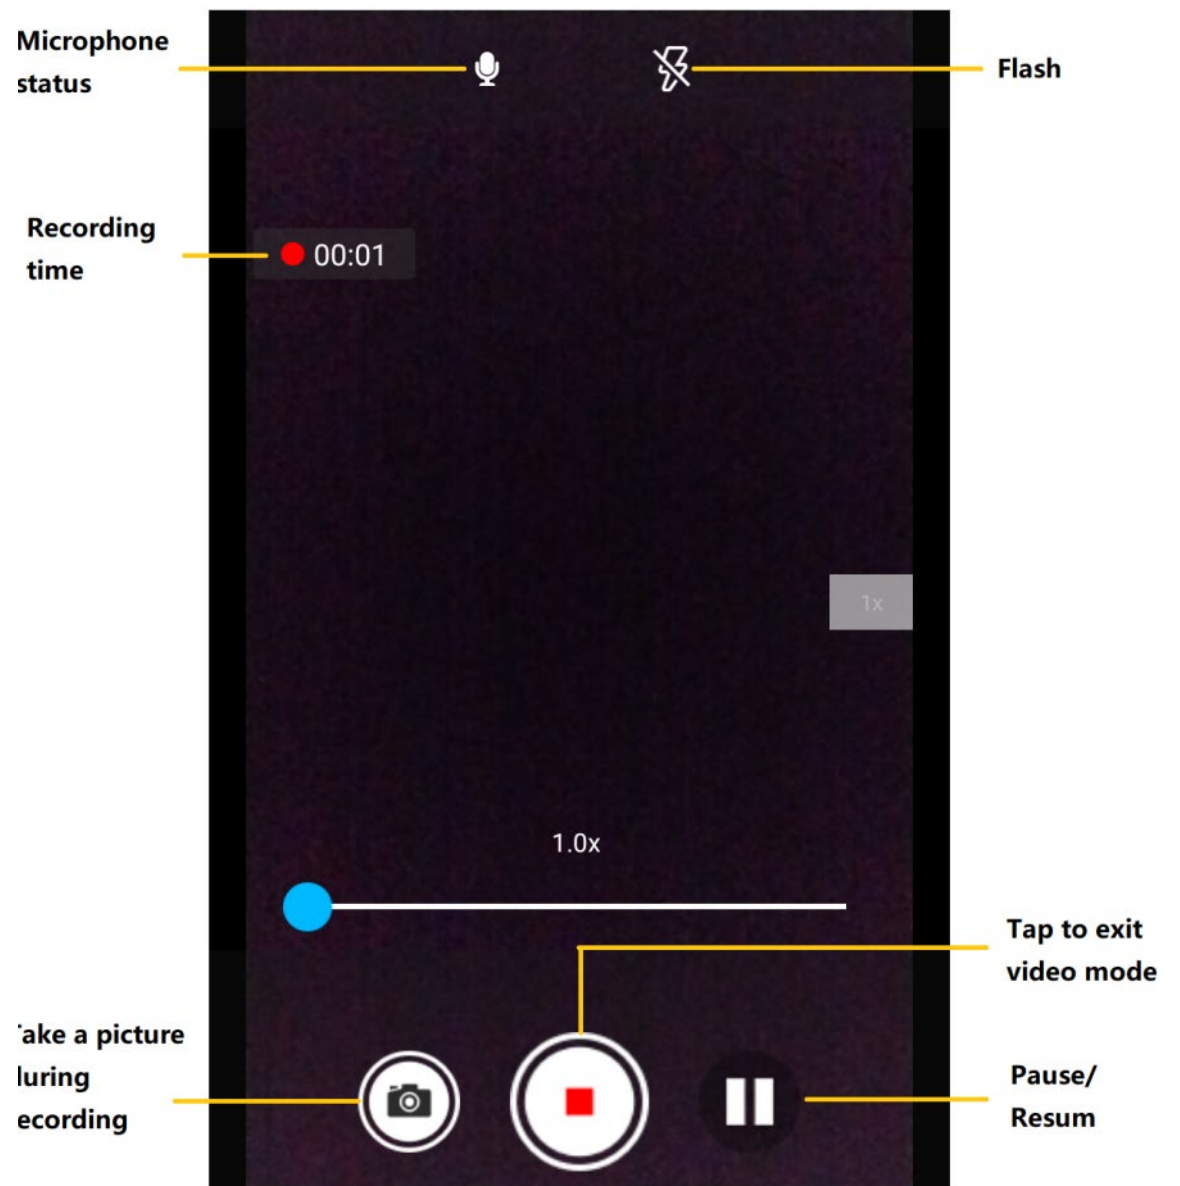 Microphone
status
Flash
Recording
time
00:01
1x
1.0x
Tap to exit
video mode
ake a picture
during
ecording
Pause/
Resum